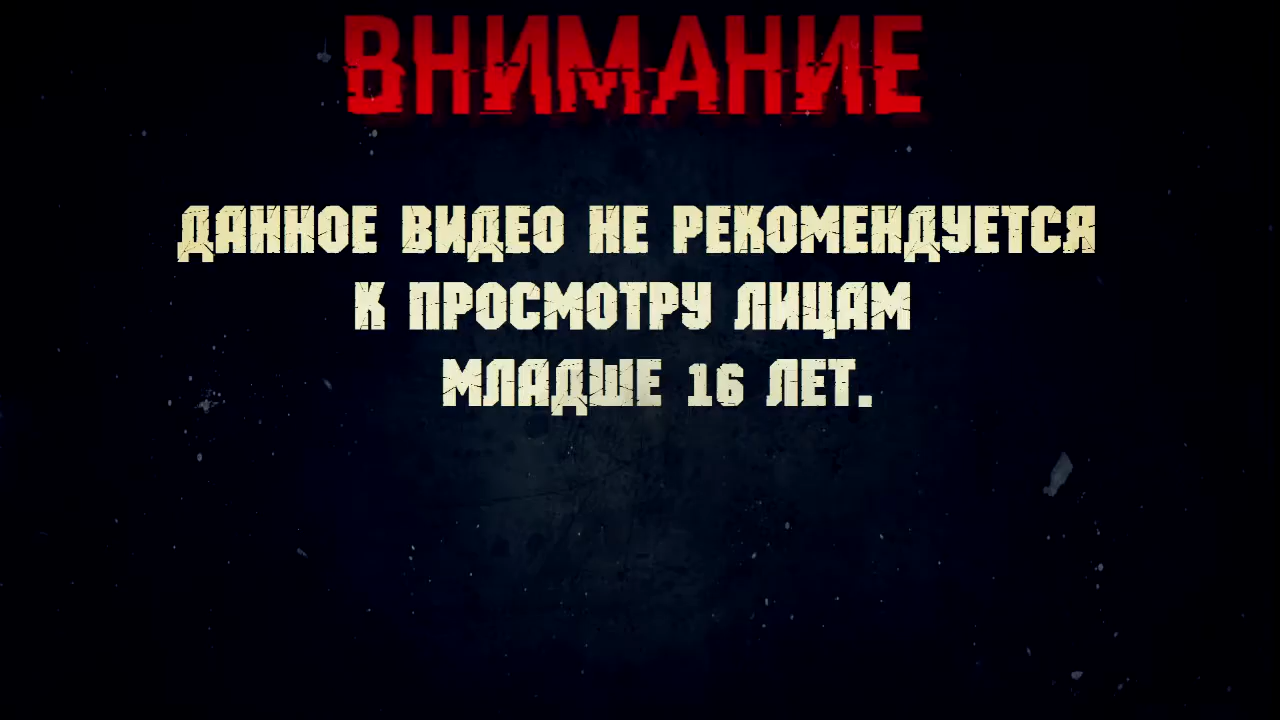 ВНИМАНИЕ
ДАННОЕ ВИДЕО НЕ РЕКОМЕНДУЕТСЯ
К ПРОСМОТРУ ЛИЦАМ
МЛАДШЕ 16 ЛЕТ.